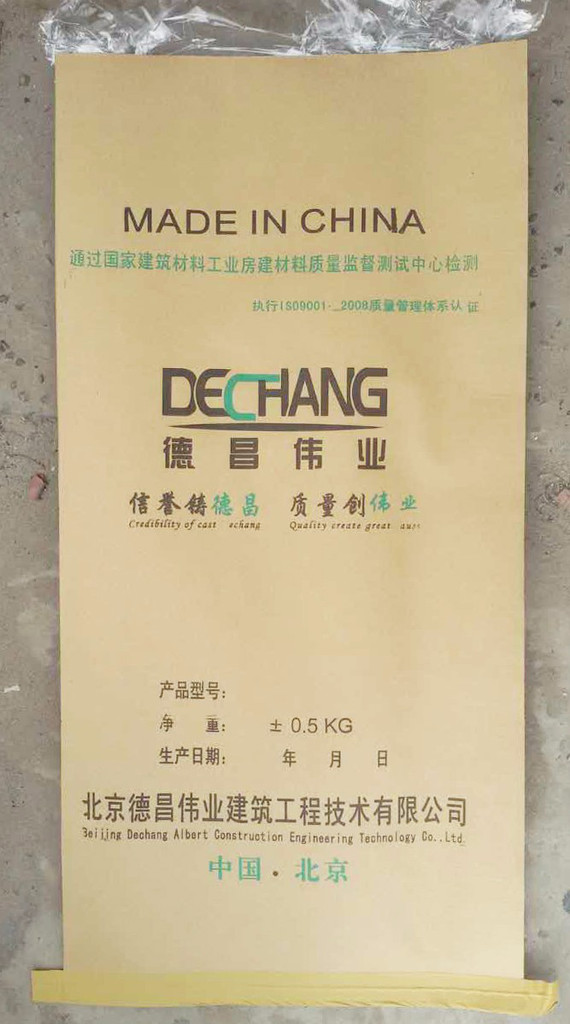 MADE IN CHINA
通过国家建筑材料工业房建材料质量监督测试中心检测
执行ISO9001-_2008质量管理体系认 证
DECHANG
德昌伟业
信誉铸德昌 质量创伟业
Credibility of cast echang Quality create great
产品型号：
净 重： ± 0.5 KG
生产日期： 年 月 日
北京德昌伟业建筑工程技术有限公司
Beijing Dechang Albert Construction Engineering Technology Co.,Ltd.
中国·北京